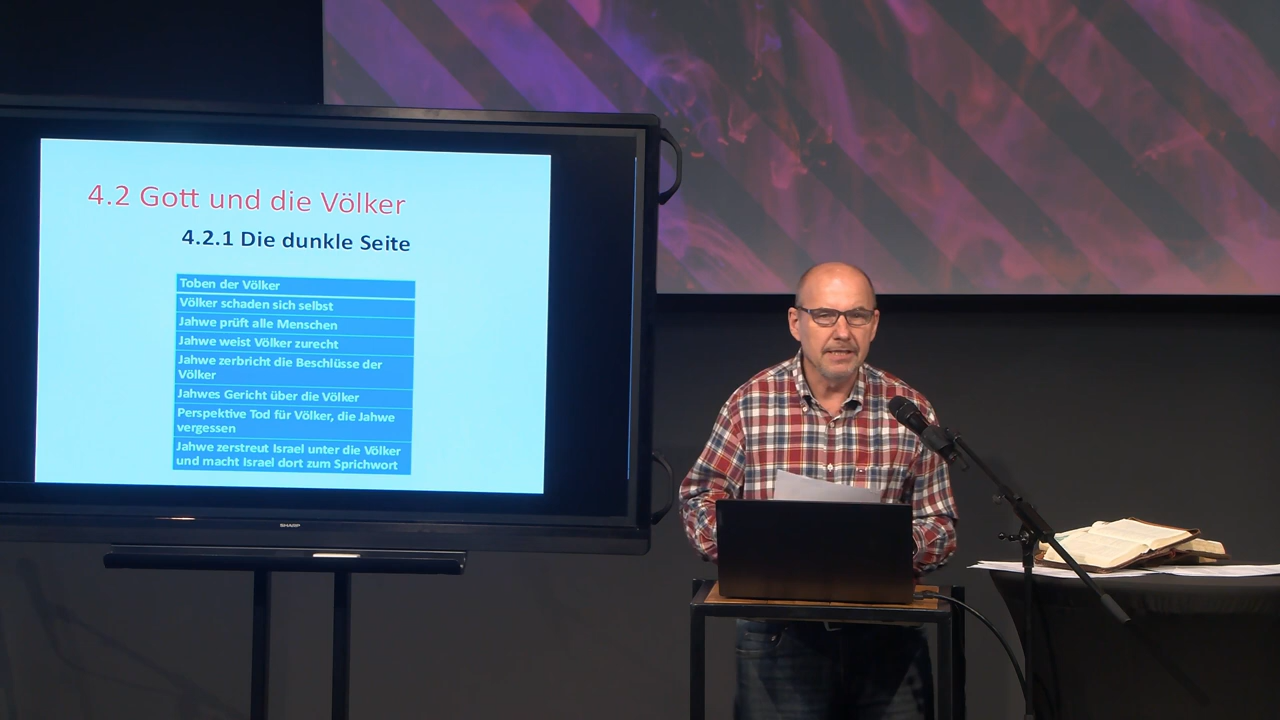 4.2 Gott und die Völker
4.2.1 Die dunkle Seite
Toben der Völker
Völker schaden sich selbst
Jahwe prüft alle Menschen
Jahwe weist Völker zurecht
Jahwe zerbricht die Beschlüsse der
Völker
Jahwes Gericht über die Völker
Perspektive Tod für Völker, die Jahwe
vergessen
Jahwe zerstreut Israel unter die Völker
und macht Israel dort zum Sprichwort
SHARP